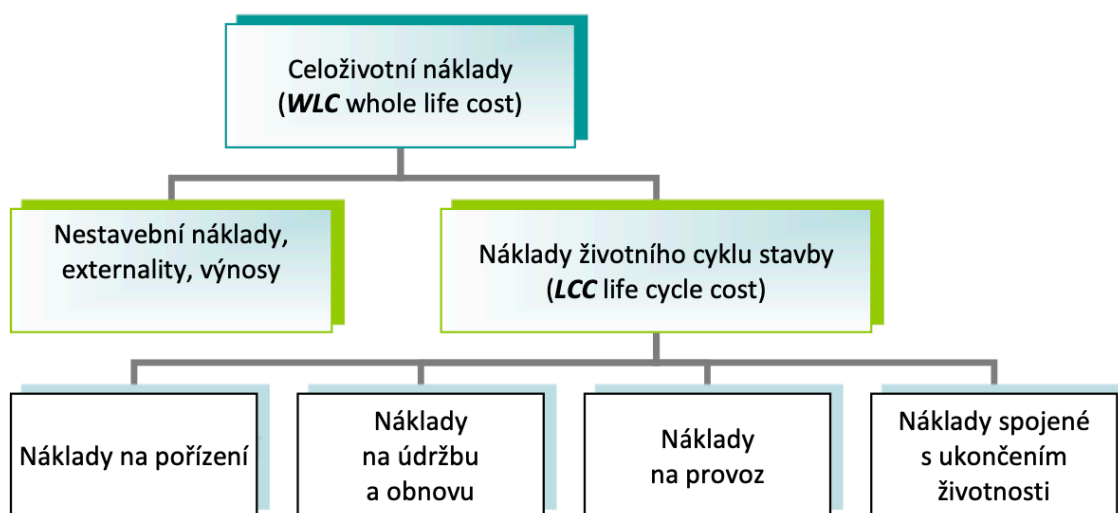 Celoživotní náklady
(WLC whole life cost)
Nestavební náklady,
externality, výnosy
Náklady životního cyklu stavby
(LCC life cycle cost)
Náklady na pořízení
Náklady
na údržbu
a obnovu
Náklady
na provoz
Náklady spojené
s ukončením
životnosti